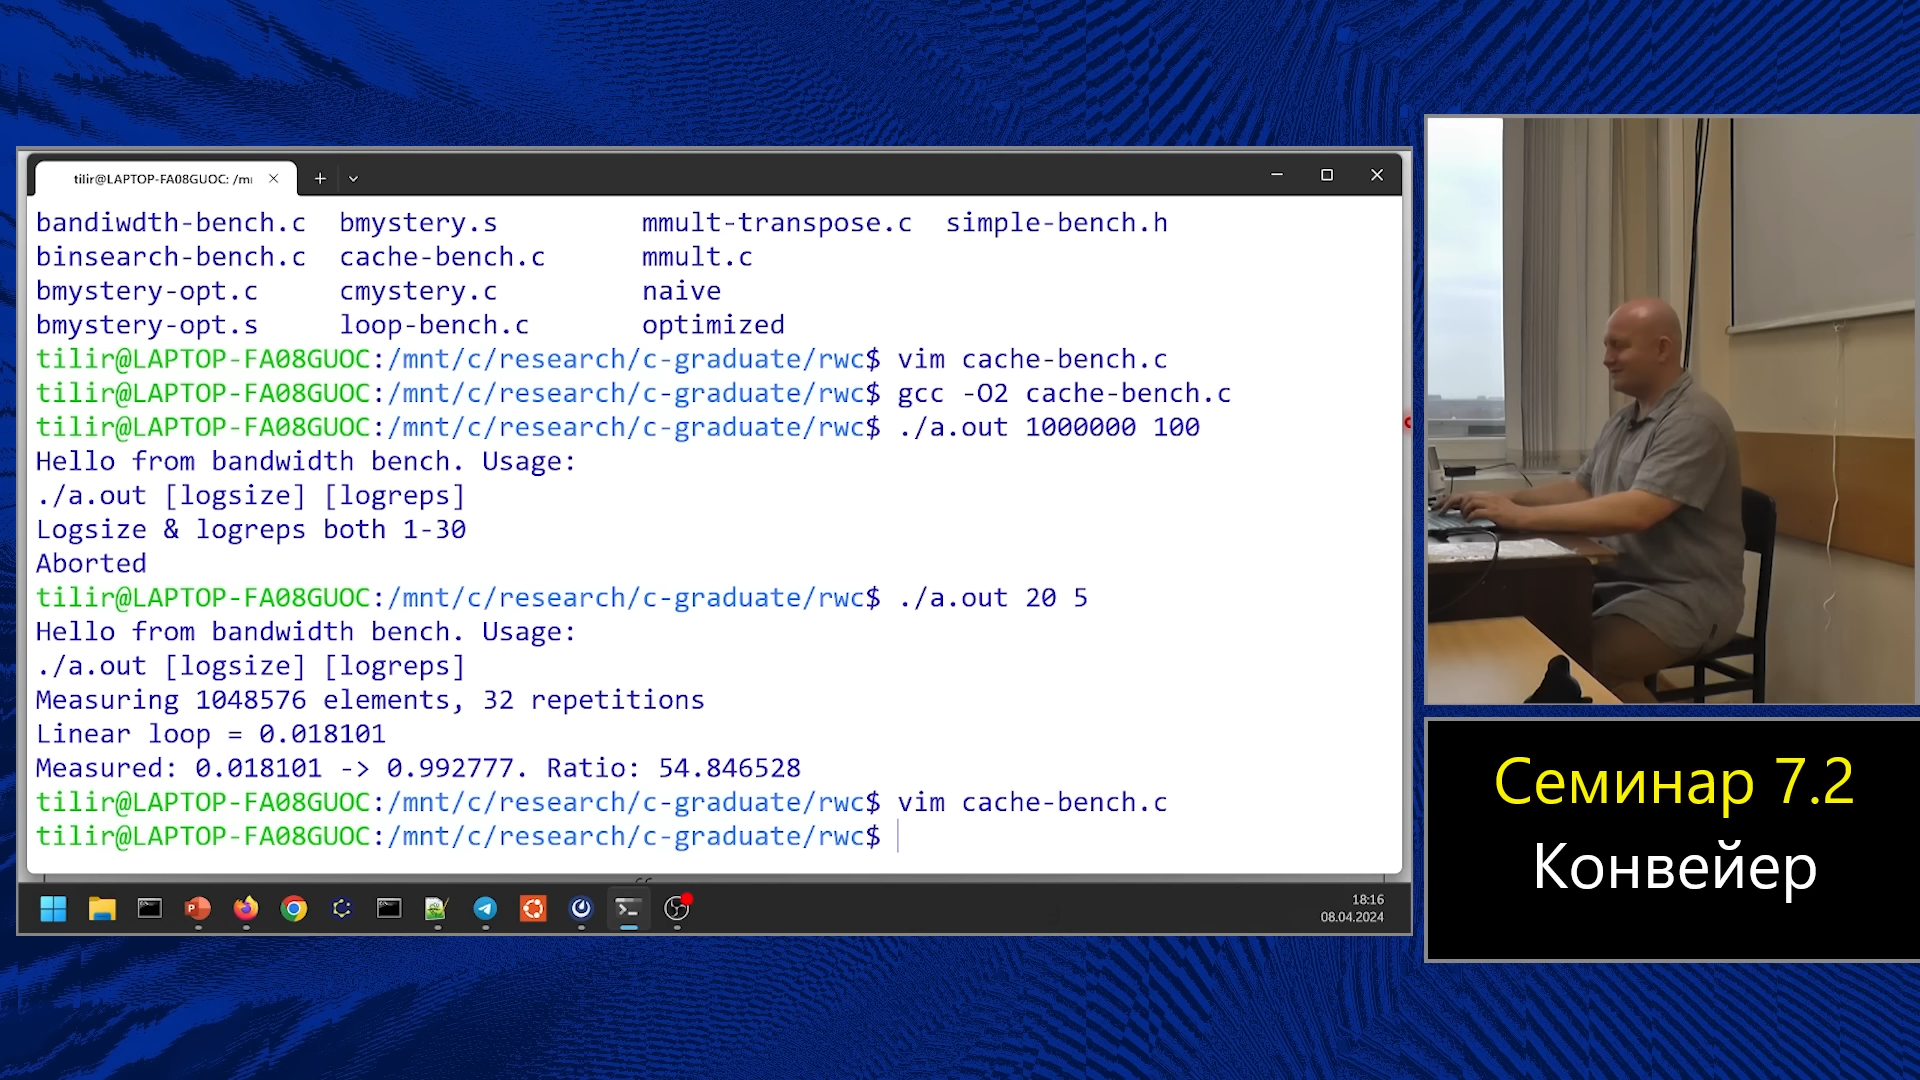 tilir@LAPTOP-FA08GUOC: /m
bandiwdth-bench.c bmystery.s mmult-transpose.c simple-bench.h
binsearch-bench.c cache-bench.c mmult.c
bmystery-opt.c cmystery.c naive
bmystery-opt.s loop-bench.c optimized
tilir@LAPTOP-FA08GUOC:/mnt/c/research/c-graduate/rwc$ vim cache-bench.c
tilir@LAPTOP-FA08GUOC:/mnt/c/research/c-graduate/rwc$ gcc -O2 cache-bench.c
tilir@LAPTOP-FA08GUOC:/mnt/c/research/c-graduate/rwc$ ./a.out 1000000 100
Hello from bandwidth bench. Usage:
./a.out [logsize] [logreps]
Logsize & logreps both 1-30
Aborted
tilir@LAPTOP-FA08GUOC:/mnt/c/research/c-graduate/rwc$ ./a.out 20 5
Hello from bandwidth bench. Usage:
./a.out [logsize] [logreps]
Measuring 1048576 elements, 32 repetitions
Linear loop = 0.018101
Measured: 0.018101 -> 0.992777. Ratio: 54.846528
tilir@LAPTOP-FA08GUOC:/mnt/c/research/c-graduate/rwc$ vim cache-bench.c
tilir@LAPTOP-FA08GUOC:/mnt/c/research/c-graduate/rwc$
18:16
08.04.2024
Семинар 7.2
Конвейер